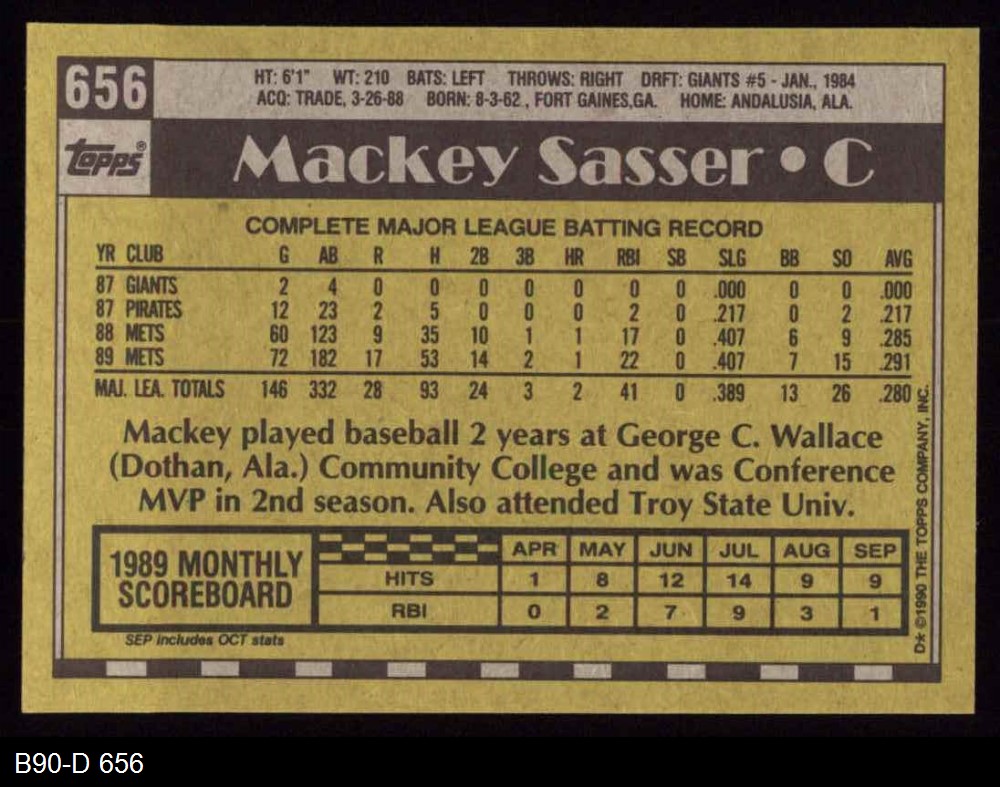 656
HT: 6'1" WT: 210 BATS: LEFT THROWS: RIGHT DRFT: GIANTS #5 - JAN., 1984
ACQ: TRADE, 3-26-88 BORN: 8-3-62, FORT GAINES, GA. HOME: ANDALUSIA, ALA.
Topps®
Mackey Sasser • C
COMPLETE MAJOR LEAGUE BATTING RECORD
YR CLUB G AB R H 2B 3B HR RBI SB SLG BB SO AVG
87 GIANTS 2 4 0 0 0 0 0 0 0 .000 0 0 .000
87 PIRATES 12 23 2 5 0 0 0 2 0 .217 0 2 .217
88 METS 60 123 9 35 10 1 1 17 0 .407 6 9 .285
89 METS 72 182 17 53 14 2 1 22 0 .407 7 15 .291
MAJ. LEA. TOTALS 146 332 28 93 24 3 2 41 0 .389 13 26 .280
Mackey played baseball 2 years at George C. Wallace
(Dothan, Ala.) Community College and was Conference
MVP in 2nd season. Also attended Troy State Univ.
1989 MONTHLY
SCOREBOARD
APR MAY JUN JUL AUG SEP
HITS 1 8 12 14 9 9
RBI 0 2 7 9 3 1
SEP includes OCT stats
D* ©1990 THE TOPPS COMPANY, INC.
B90-D 656